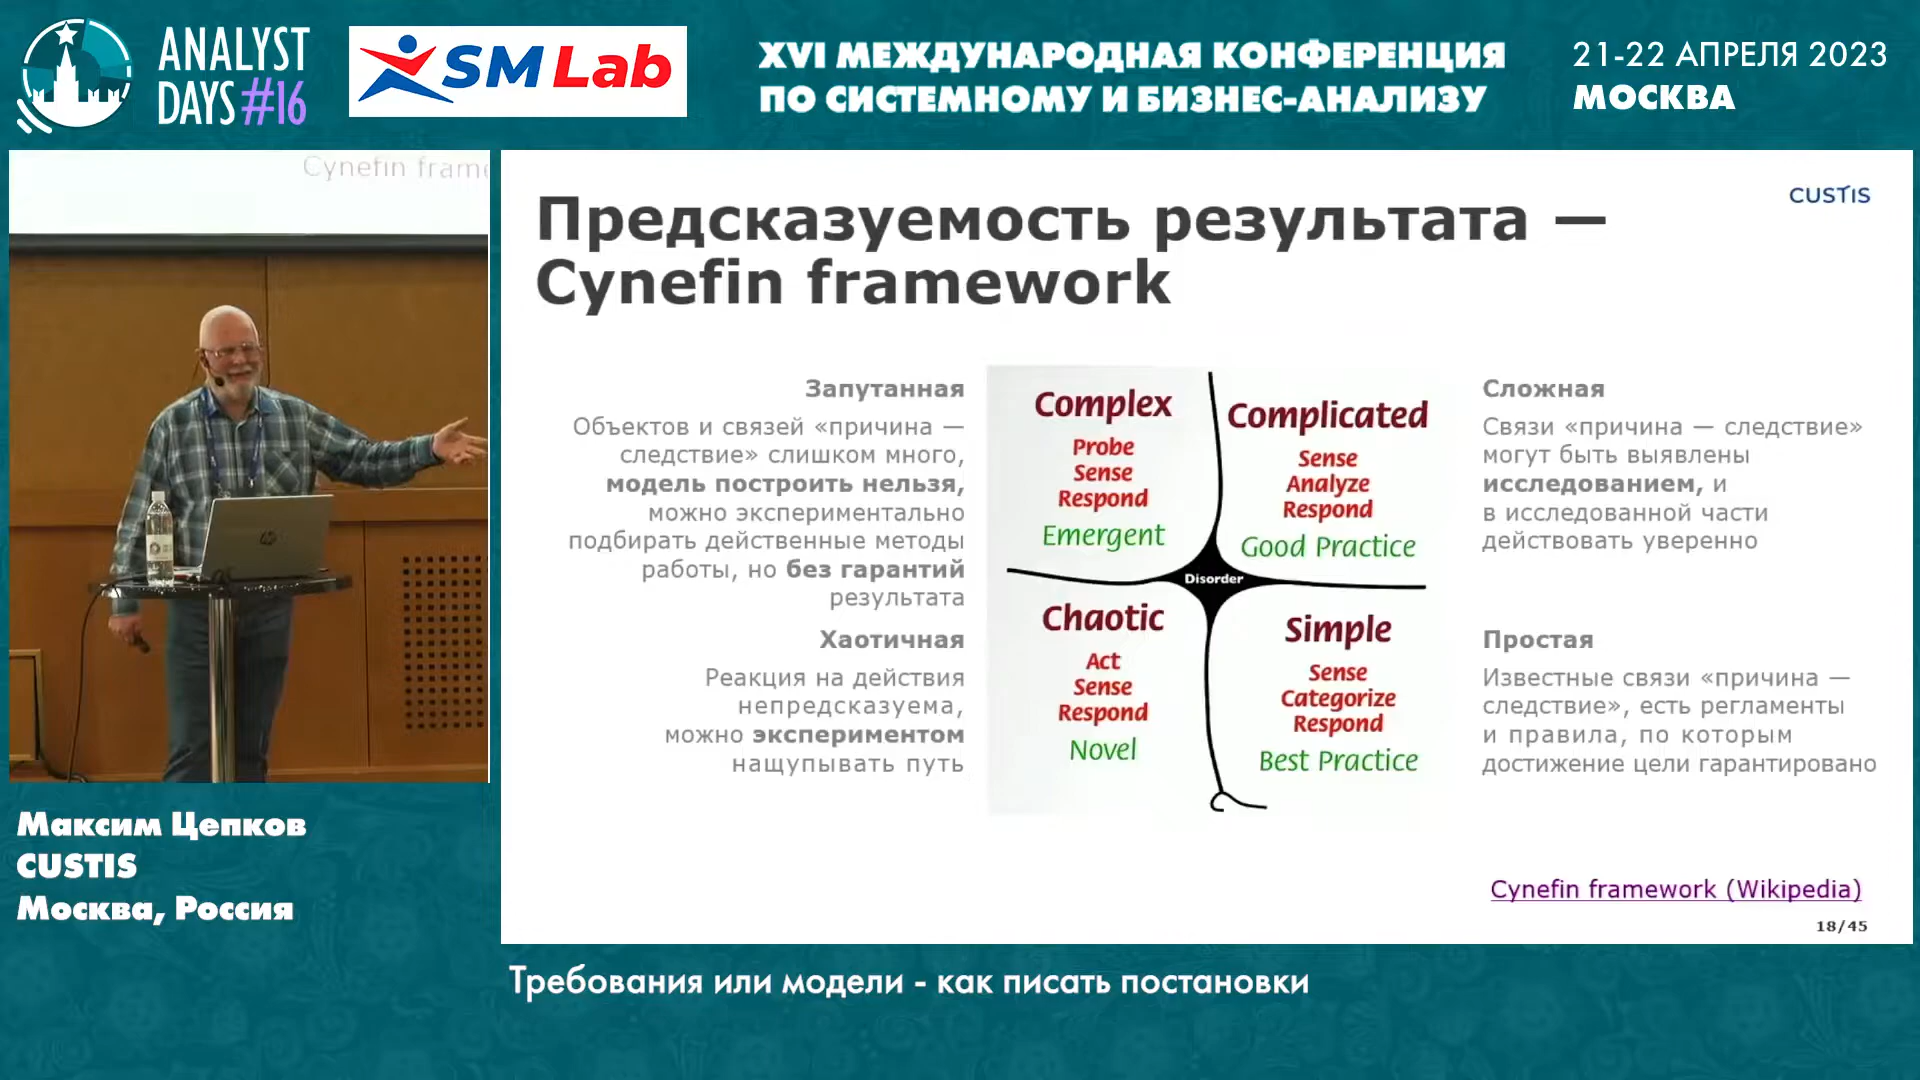 ANALYST
DAYS #16
SM Lab
XVI МЕЖДУНАРОДНАЯ КОНФЕРЕНЦИЯ
ПО СИСТЕМНОМУ И БИЗНЕС-АНАЛИЗУ
21-22 АПРЕЛЯ 2023
МОСКВА
Cynefin frame
CUSTIS
Предсказуемость результата —
Cynefin framework
Запутанная
Объектов и связей «причина —
следствие» слишком много,
модель построить нельзя,
можно экспериментально
подбирать действенные методы
работы, но без гарантий
результата
Хаотичная
Реакция на действия
непредсказуема,
можно экспериментом
нащупывать путь
Complex
Probe
Sense
Respond
Emergent
Complicated
Sense
Analyze
Respond
Good Practice
Disorder
Chaotic
Act
Sense
Respond
Novel
Simple
Sense
Categorize
Respond
Best Practice
Сложная
Связи «причина — следствие»
могут быть выявлены
исследованием, и
в исследованной части
действовать уверенно
Простая
Известные связи «причина —
следствие», есть регламенты
и правила, по которым
достижение цели гарантировано
Cynefin framework (Wikipedia)
18/45
Максим Цепков
CUSTIS
Москва, Россия
Требования или модели - как писать постановки